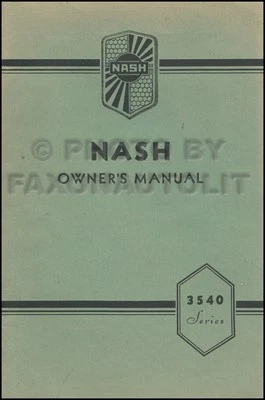 NASH
© PHOTO BY
NASH
FAXONAUTOLIT
OWNER'S MANUAL
3540
Series